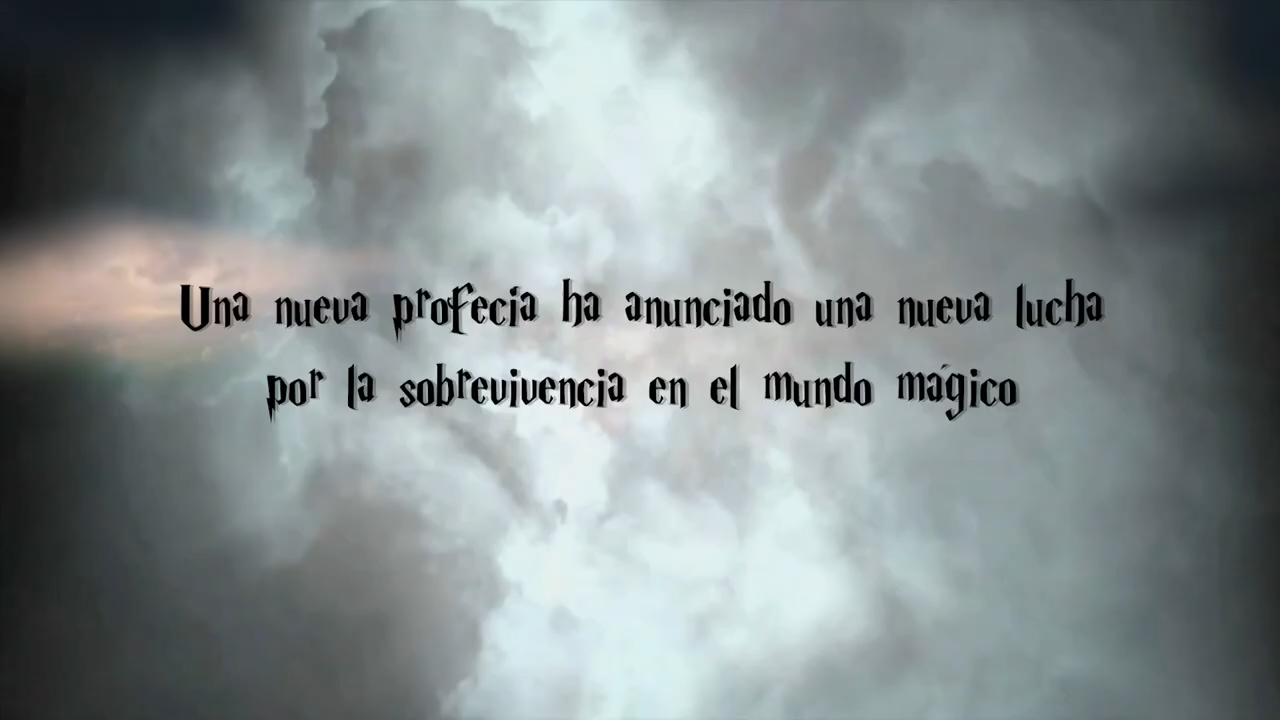 Una nueva profecia ha anunciado una nueva lucha
por la sobrevivencia en el mundo mágico